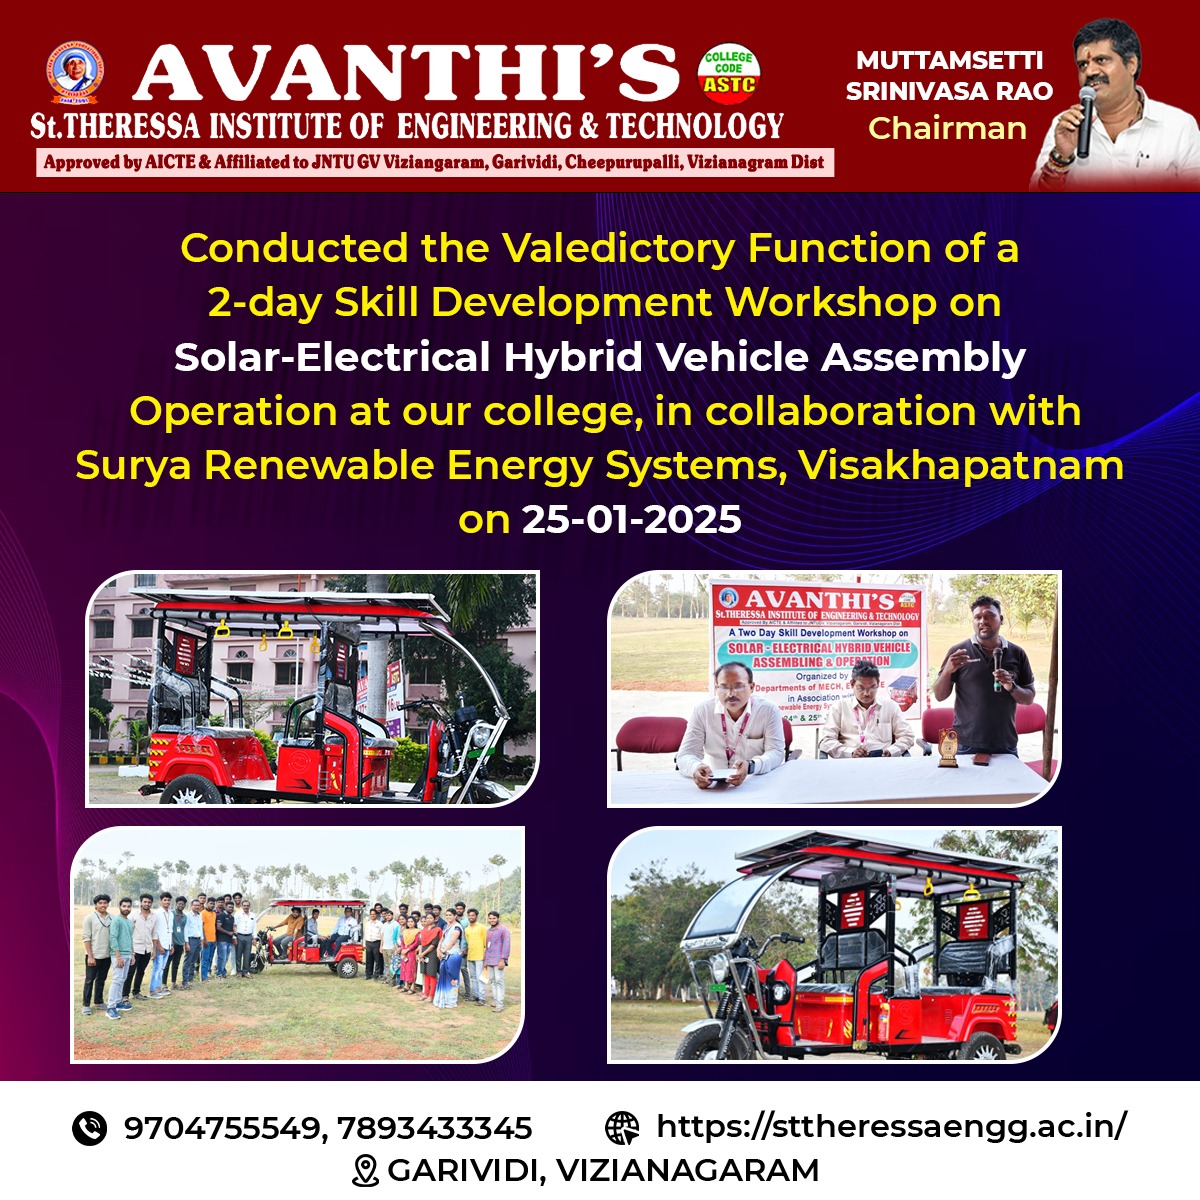 AVANTHI'S
COLLEGE
CODE
ASTC
St.THERESSA INSTITUTE OF ENGINEERING & TECHNOLOGY
Approved by AICTE & Affiliated to JNTU GV Viziangaram, Garividi, Cheepurupalli, Vizianagram Dist
MUTTAMSETTI
SRINIVASA RAO
Chairman
Conducted the Valedictory Function of a
2-day Skill Development Workshop on
Solar-Electrical Hybrid Vehicle Assembly
Operation at our college, in collaboration with
Surya Renewable Energy Systems, Visakhapatnam
on 25-01-2025
AVANTHI'S
ASTC
St.THERESSA INSTITUTE OF ENGINEERING & TECHNOLOGY
A Two Day Skill Development Workshop on
SOLAR - ELECTRICAL HYBRID VEHICLE
ASSEMBLING & OPERATION
Organized by
Departments of MECH,
in Association
Energy
24th & 25th
9704755549, 7893433345
https://sttheressaengg.ac.in/
GARIVIDI, VIZIANAGARAM